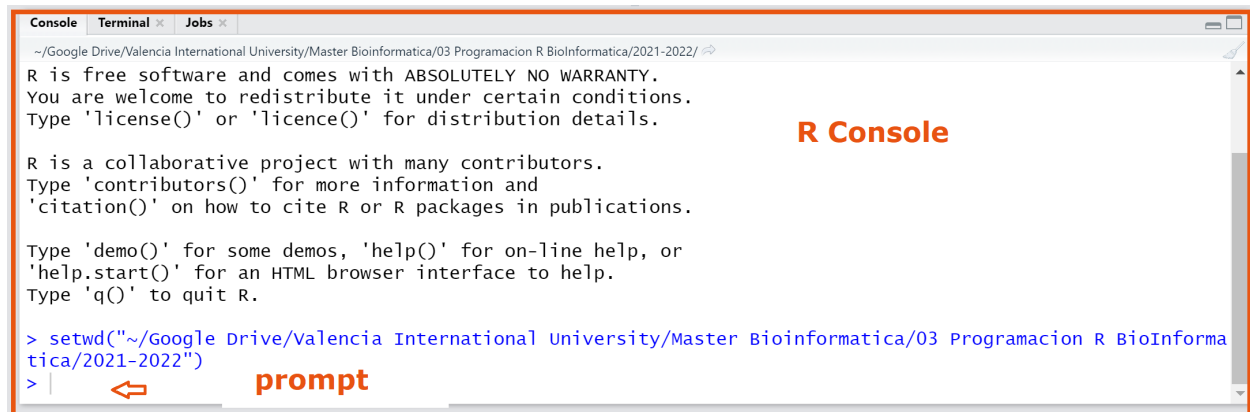 Console Terminal × Jobs ×
~/Google Drive/Valencia International University/Master Bioinformatica/03 Programacion R BioInformatica/2021-2022/
R is free software and comes with ABSOLUTELY NO WARRANTY.
You are welcome to redistribute it under certain conditions.
Type 'license()' or 'licence()' for distribution details.
R Console
R is a collaborative project with many contributors.
Type 'contributors()' for more information and
'citation()' on how to cite R or R packages in publications.
Type 'demo()' for some demos, 'help()' for on-line help, or
'help.start()' for an HTML browser interface to help.
Type 'q()' to quit R.
> setwd("~/Google Drive/Valencia International University/Master Bioinformatica/03 Programacion R BioInforma
tica/2021-2022")
>
prompt